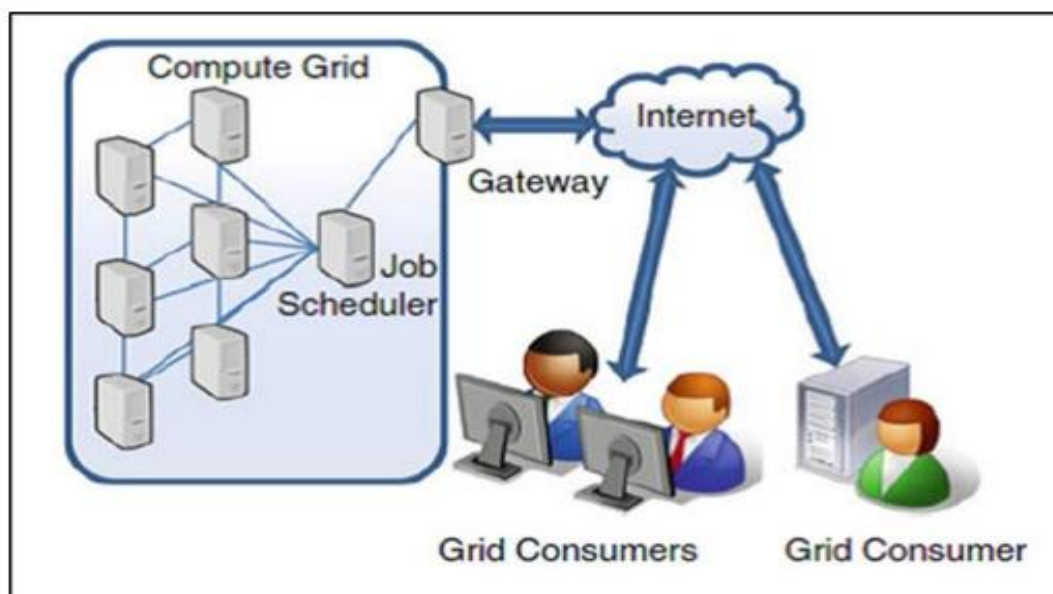 Compute Grid
Internet
Gateway
Job
Scheduler
Grid Consumers
Grid Consumer